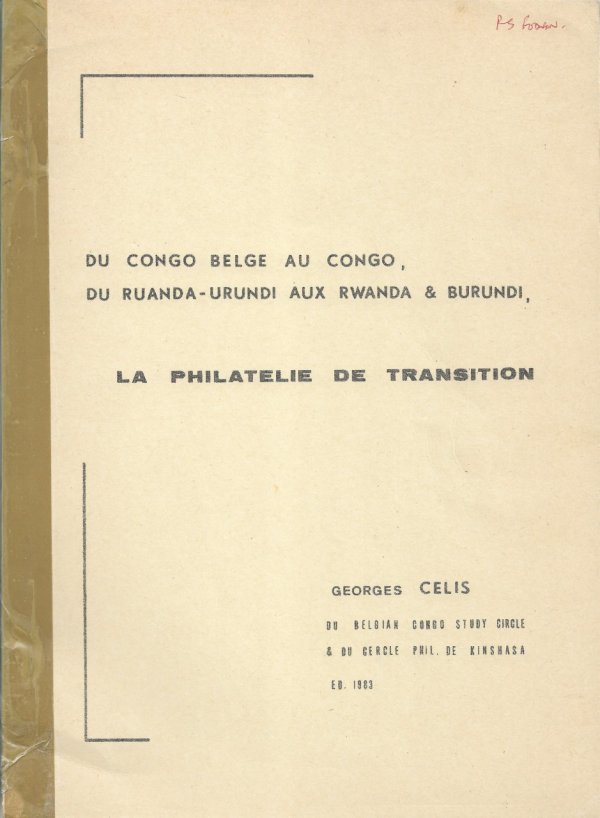 DU CONGO BELGE AU CONGO,
DU RUANDA-URUNDI AUX RWANDA & BURUNDI,
LA PHILATELIE DE TRANSITION
GEORGES CELIS
DU BELGIAN CONGO STUDY CIRCLE
& DU CERCLE PHIL. DE KINSHASA
ED. 1983